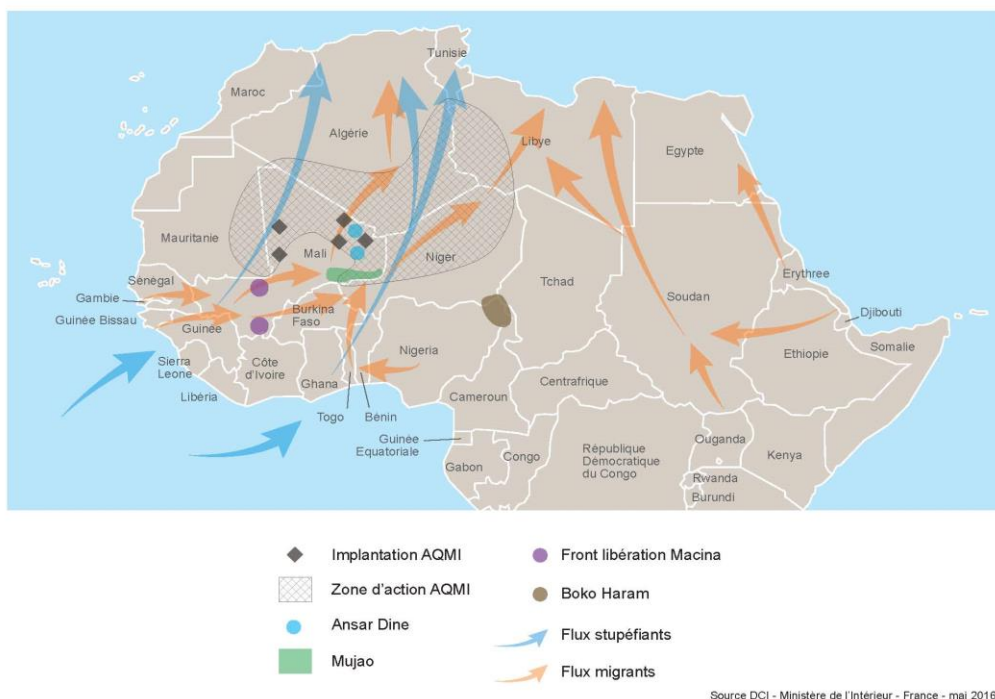 Tunisie
Maroc
Algérie
Libye
Egypte
Mauritanie
Mali
Niger
Tchad
Soudan
Erythree
Sénégal
Gambie
Guinée Bissau
Guinée
Burkina
Faso
Djibouti
Sierra
Leone
Côte
d'Ivoire
Ghana
Nigeria
Ethiopie
Somalie
Libéria
Togo
Bénin
Cameroun
Centrafrique
Guinée
Equatoriale
Gabon
Congo
République
Démocratique
du Congo
Ouganda
Kenya
Rwanda
Burundi
Implantation AQMI
Zone d'action AQMI
Ansar Dine
Mujao
Front libération Macina
Boko Haram
Flux stupéfiants
Flux migrants
Source DCI - Ministère de l'Intérieur - France - mai 2016